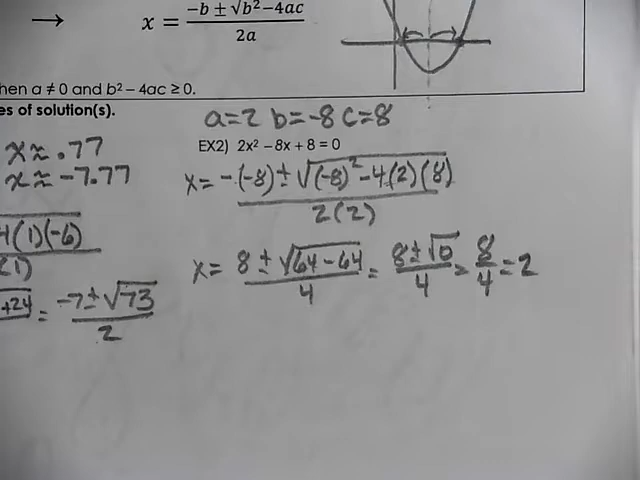 → x = (-b ± √b² - 4ac) / 2a
hen a ≠ 0 and b² – 4ac ≥ 0.
es of solution(s).
a=2 b=-8 c=8
EX2) 2x² – 8x + 8 = 0
x ≈ .77
x ≈ -7.77
x = -(-8) ± √(-8)² - 4(2)(8) / 2(2)
4(1)(-6)
2(1)
x = 8 ± √64-64 / 4 = 8 ± √0 / 4 = 8/4 = 2
+24 = -7 ± √73 / 2